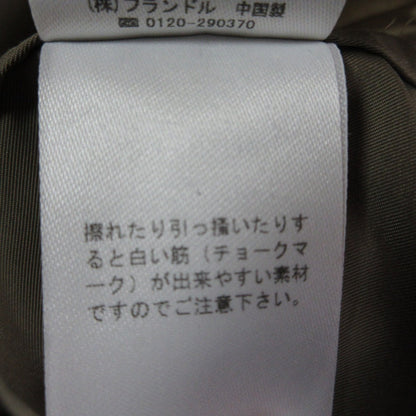 (株)フランドル 中国製
0120-290370
擦れたり引っ掻いたりす
ると白い筋(チョークマ
ーク)が出来やすい素材
ですのでご注意下さい。